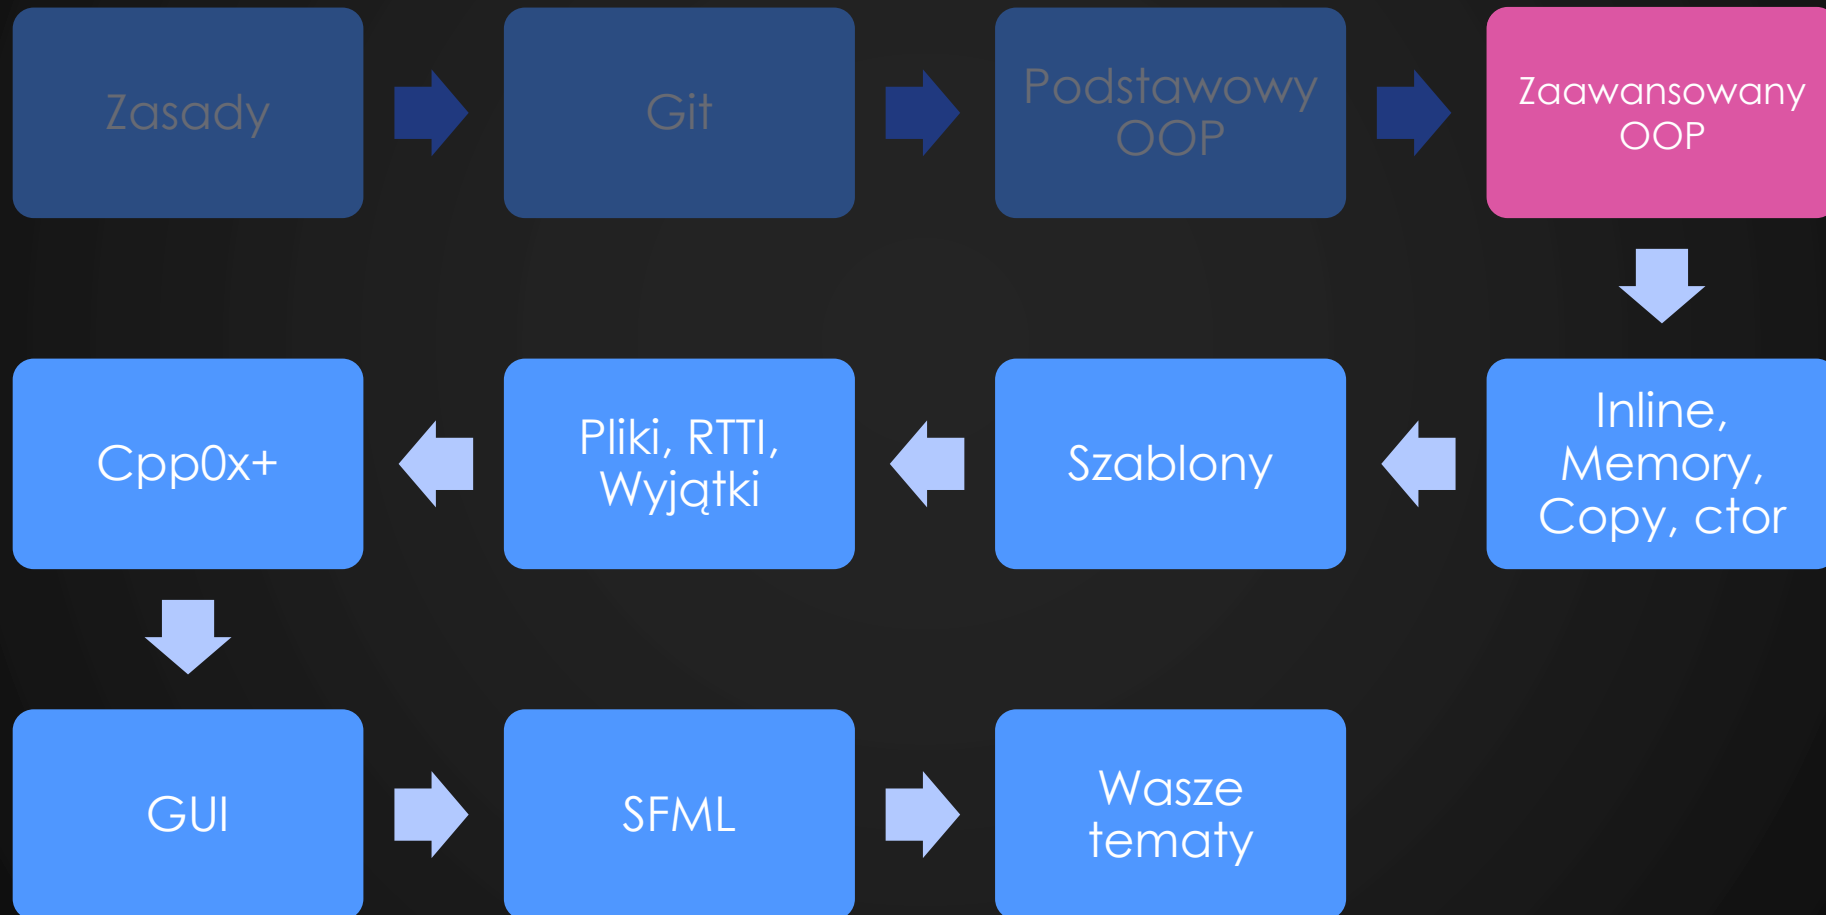 Zasady
Git
Podstawowy
OOP
Zaawansowany
OOP
Inline,
Memory,
Copy, ctor
Szablony
Pliki, RTTI,
Wyjątki
Cpp0x+
GUI
SFML
Wasze
tematy